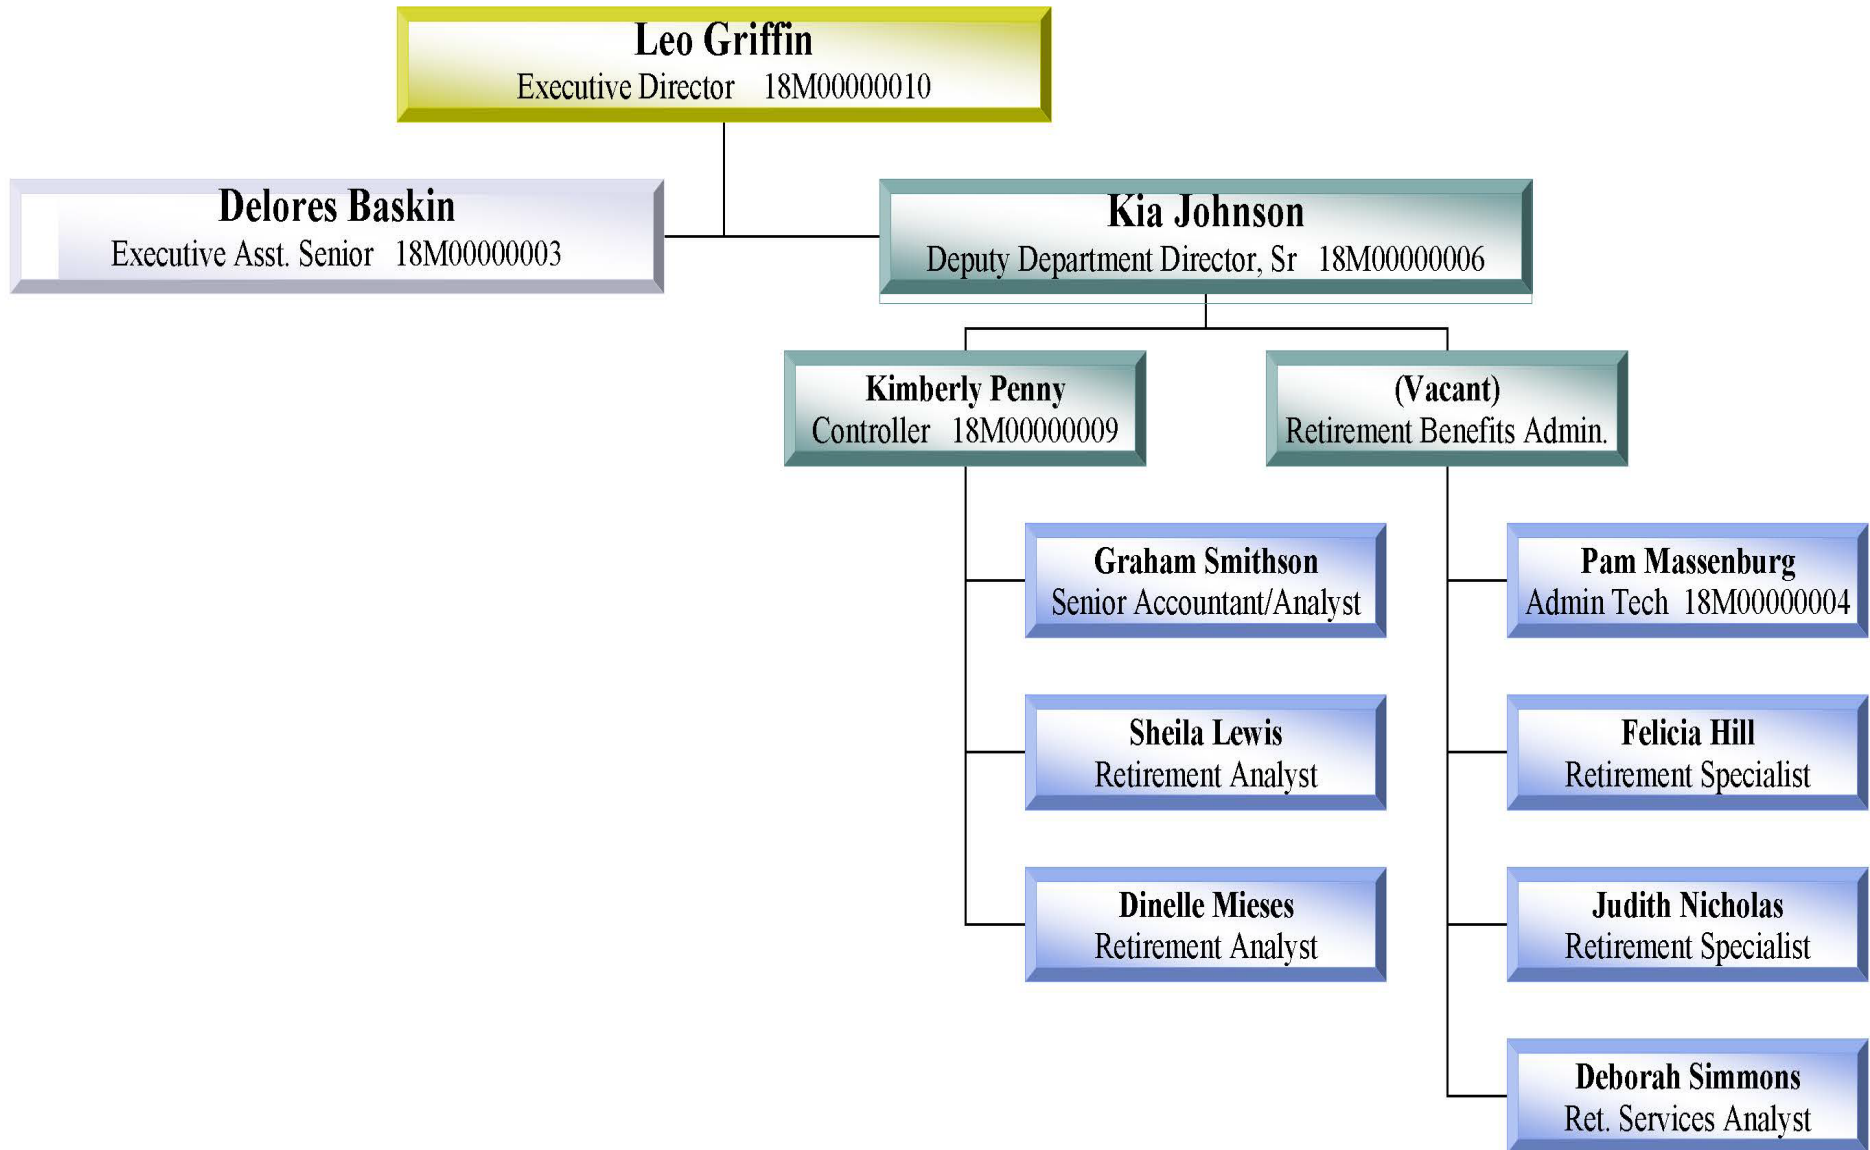 Leo Griffin
Executive Director 18M00000010
Delores Baskin
Executive Asst. Senior 18M00000003
Kia Johnson
Deputy Department Director, Sr 18M00000006
Kimberly Penny
Controller 18M00000009
(Vacant)
Retirement Benefits Admin.
Graham Smithson
Senior Accountant/Analyst
Pam Massenburg
Admin Tech 18M00000004
Sheila Lewis
Retirement Analyst
Felicia Hill
Retirement Specialist
Dinelle Mieses
Retirement Analyst
Judith Nicholas
Retirement Specialist
Deborah Simmons
Ret. Services Analyst